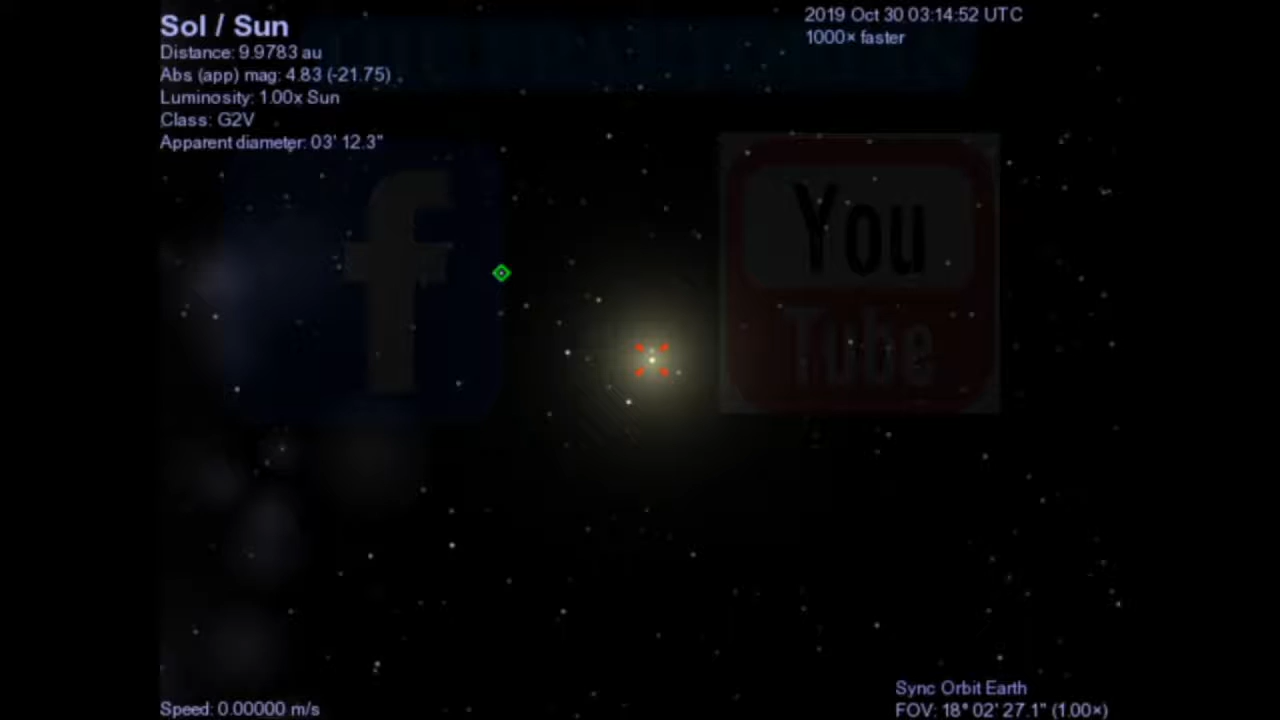 Sol / Sun
Distance: 9.9783 au
Abs (app) mag: 4.83 (-21.75)
Luminosity: 1.00x Sun
Class: G2V
Apparent diameter: 03' 12.3"
2019 Oct 30 03:14:52 UTC
1000× faster
f
You
Tube
Speed: 0.00000 m/s
Sync Orbit Earth
FOV: 18° 02' 27.1" (1.00×)